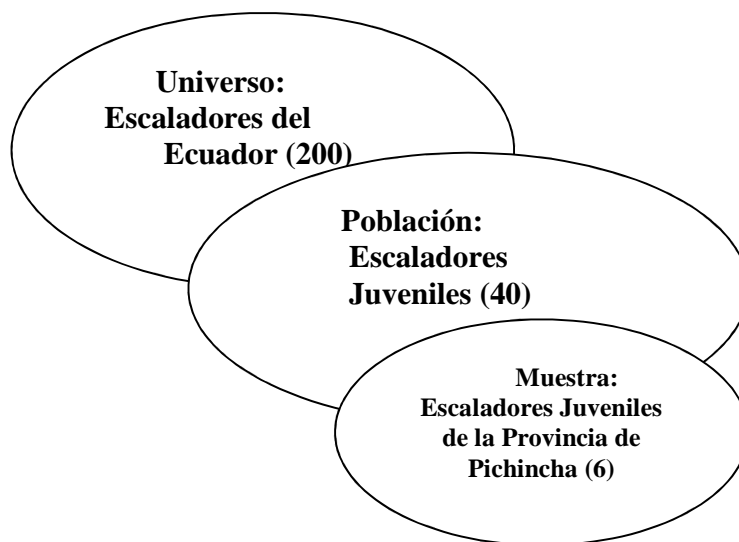 Universo:
Escaladores del
Ecuador (200)
Población:
Escaladores
Juveniles (40)
Muestra:
Escaladores Juveniles
de la Provincia de
Pichincha (6)